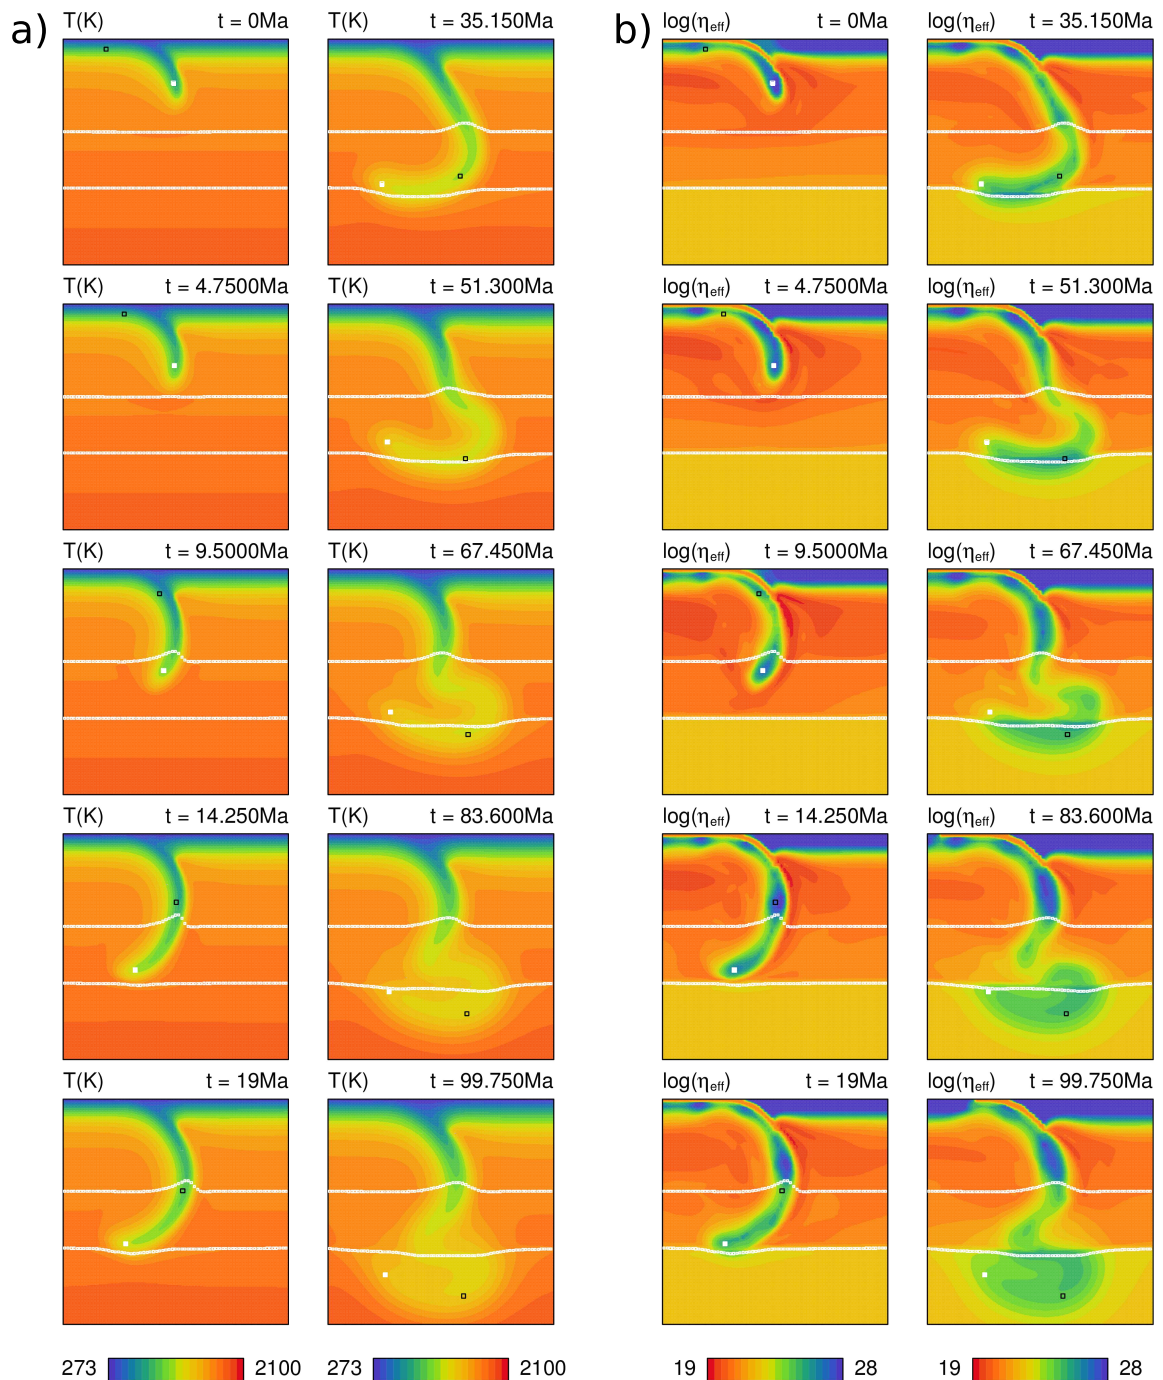 a) b)
T(K) t = 0Ma T(K) t = 35.150Ma log(ηeff) t = 0Ma log(ηeff) t = 35.150Ma
T(K) t = 4.7500Ma T(K) t = 51.300Ma log(ηeff) t = 4.7500Ma log(ηeff) t = 51.300Ma
T(K) t = 9.5000Ma T(K) t = 67.450Ma log(ηeff) t = 9.5000Ma log(ηeff) t = 67.450Ma
T(K) t = 14.250Ma T(K) t = 83.600Ma log(ηeff) t = 14.250Ma log(ηeff) t = 83.600Ma
T(K) t = 19Ma T(K) t = 99.750Ma log(ηeff) t = 19Ma log(ηeff) t = 99.750Ma
273 2100 273 2100 19 28 19 28